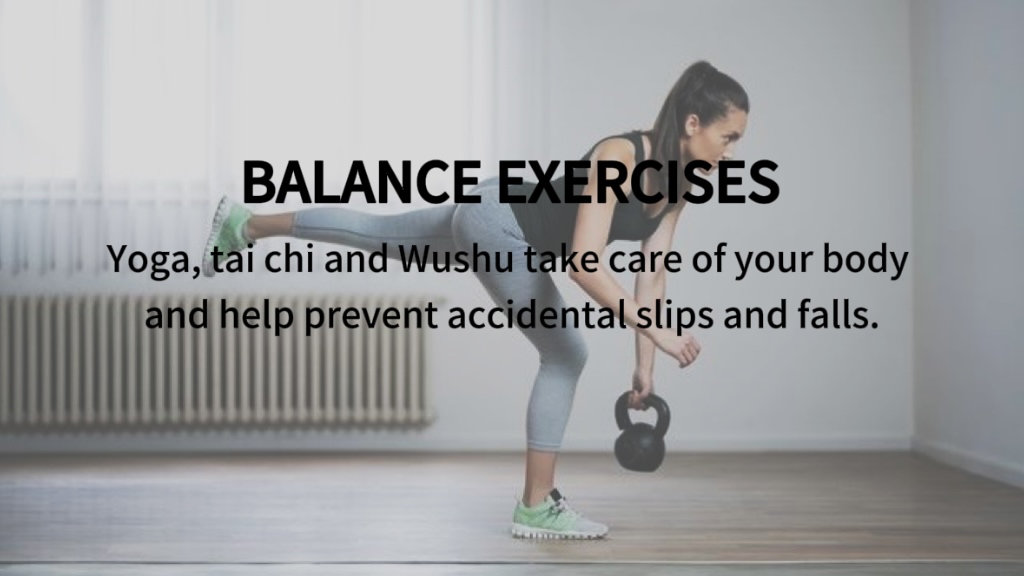 BALANCE EXERCISES
Yoga, tai chi and Wushu take care of your body
and help prevent accidental slips and falls.